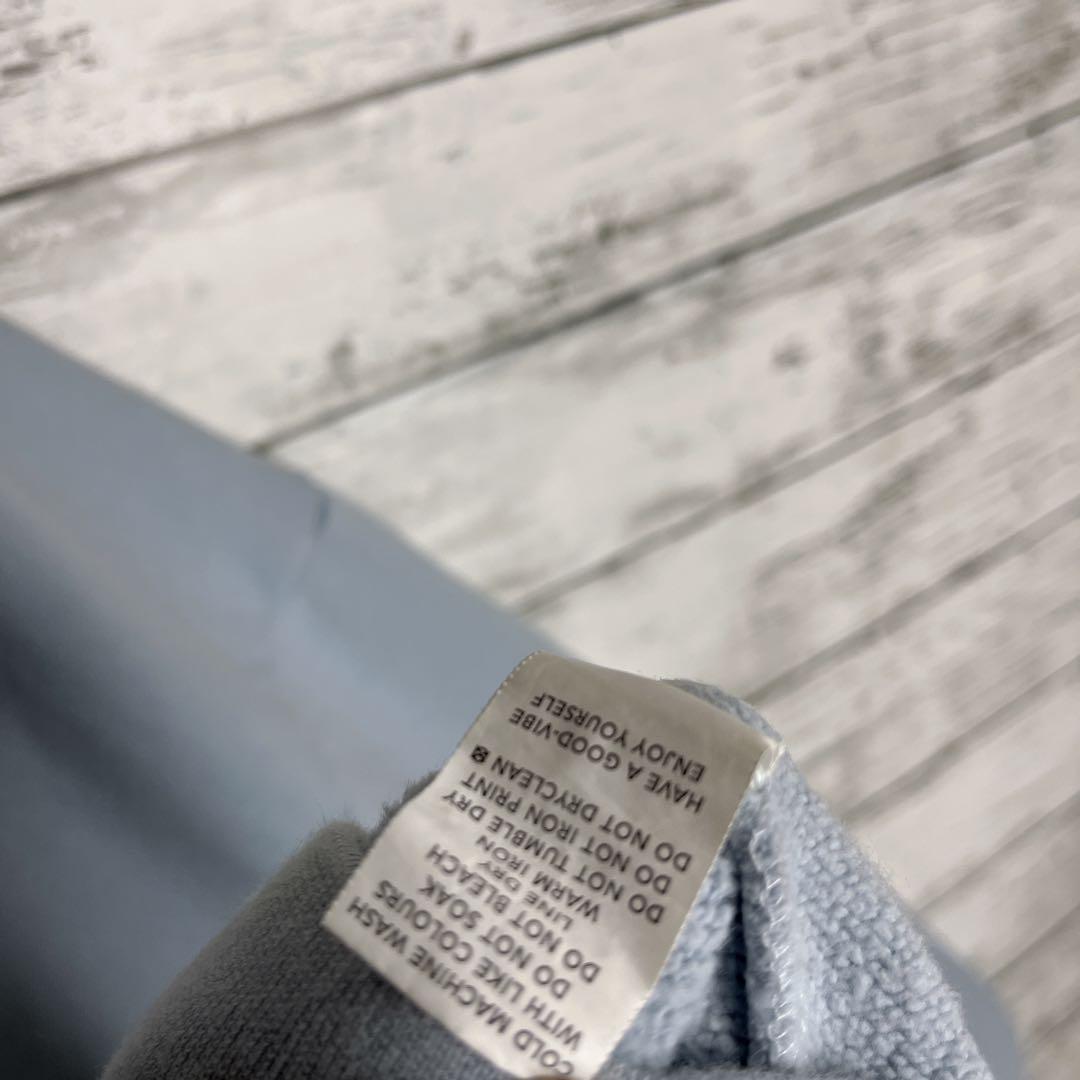 COLD MACHINE WASH
WITH LIKE COLOURS
DO NOT SOAK
DO NOT BLEACH
LINE DRY
WARM IRON
DO NOT TUMBLE DRY
DO NOT IRON PRINT
DO NOT DRYCLEAN
HAVE A GOOD-VIBE
ENJOY YOURSELF